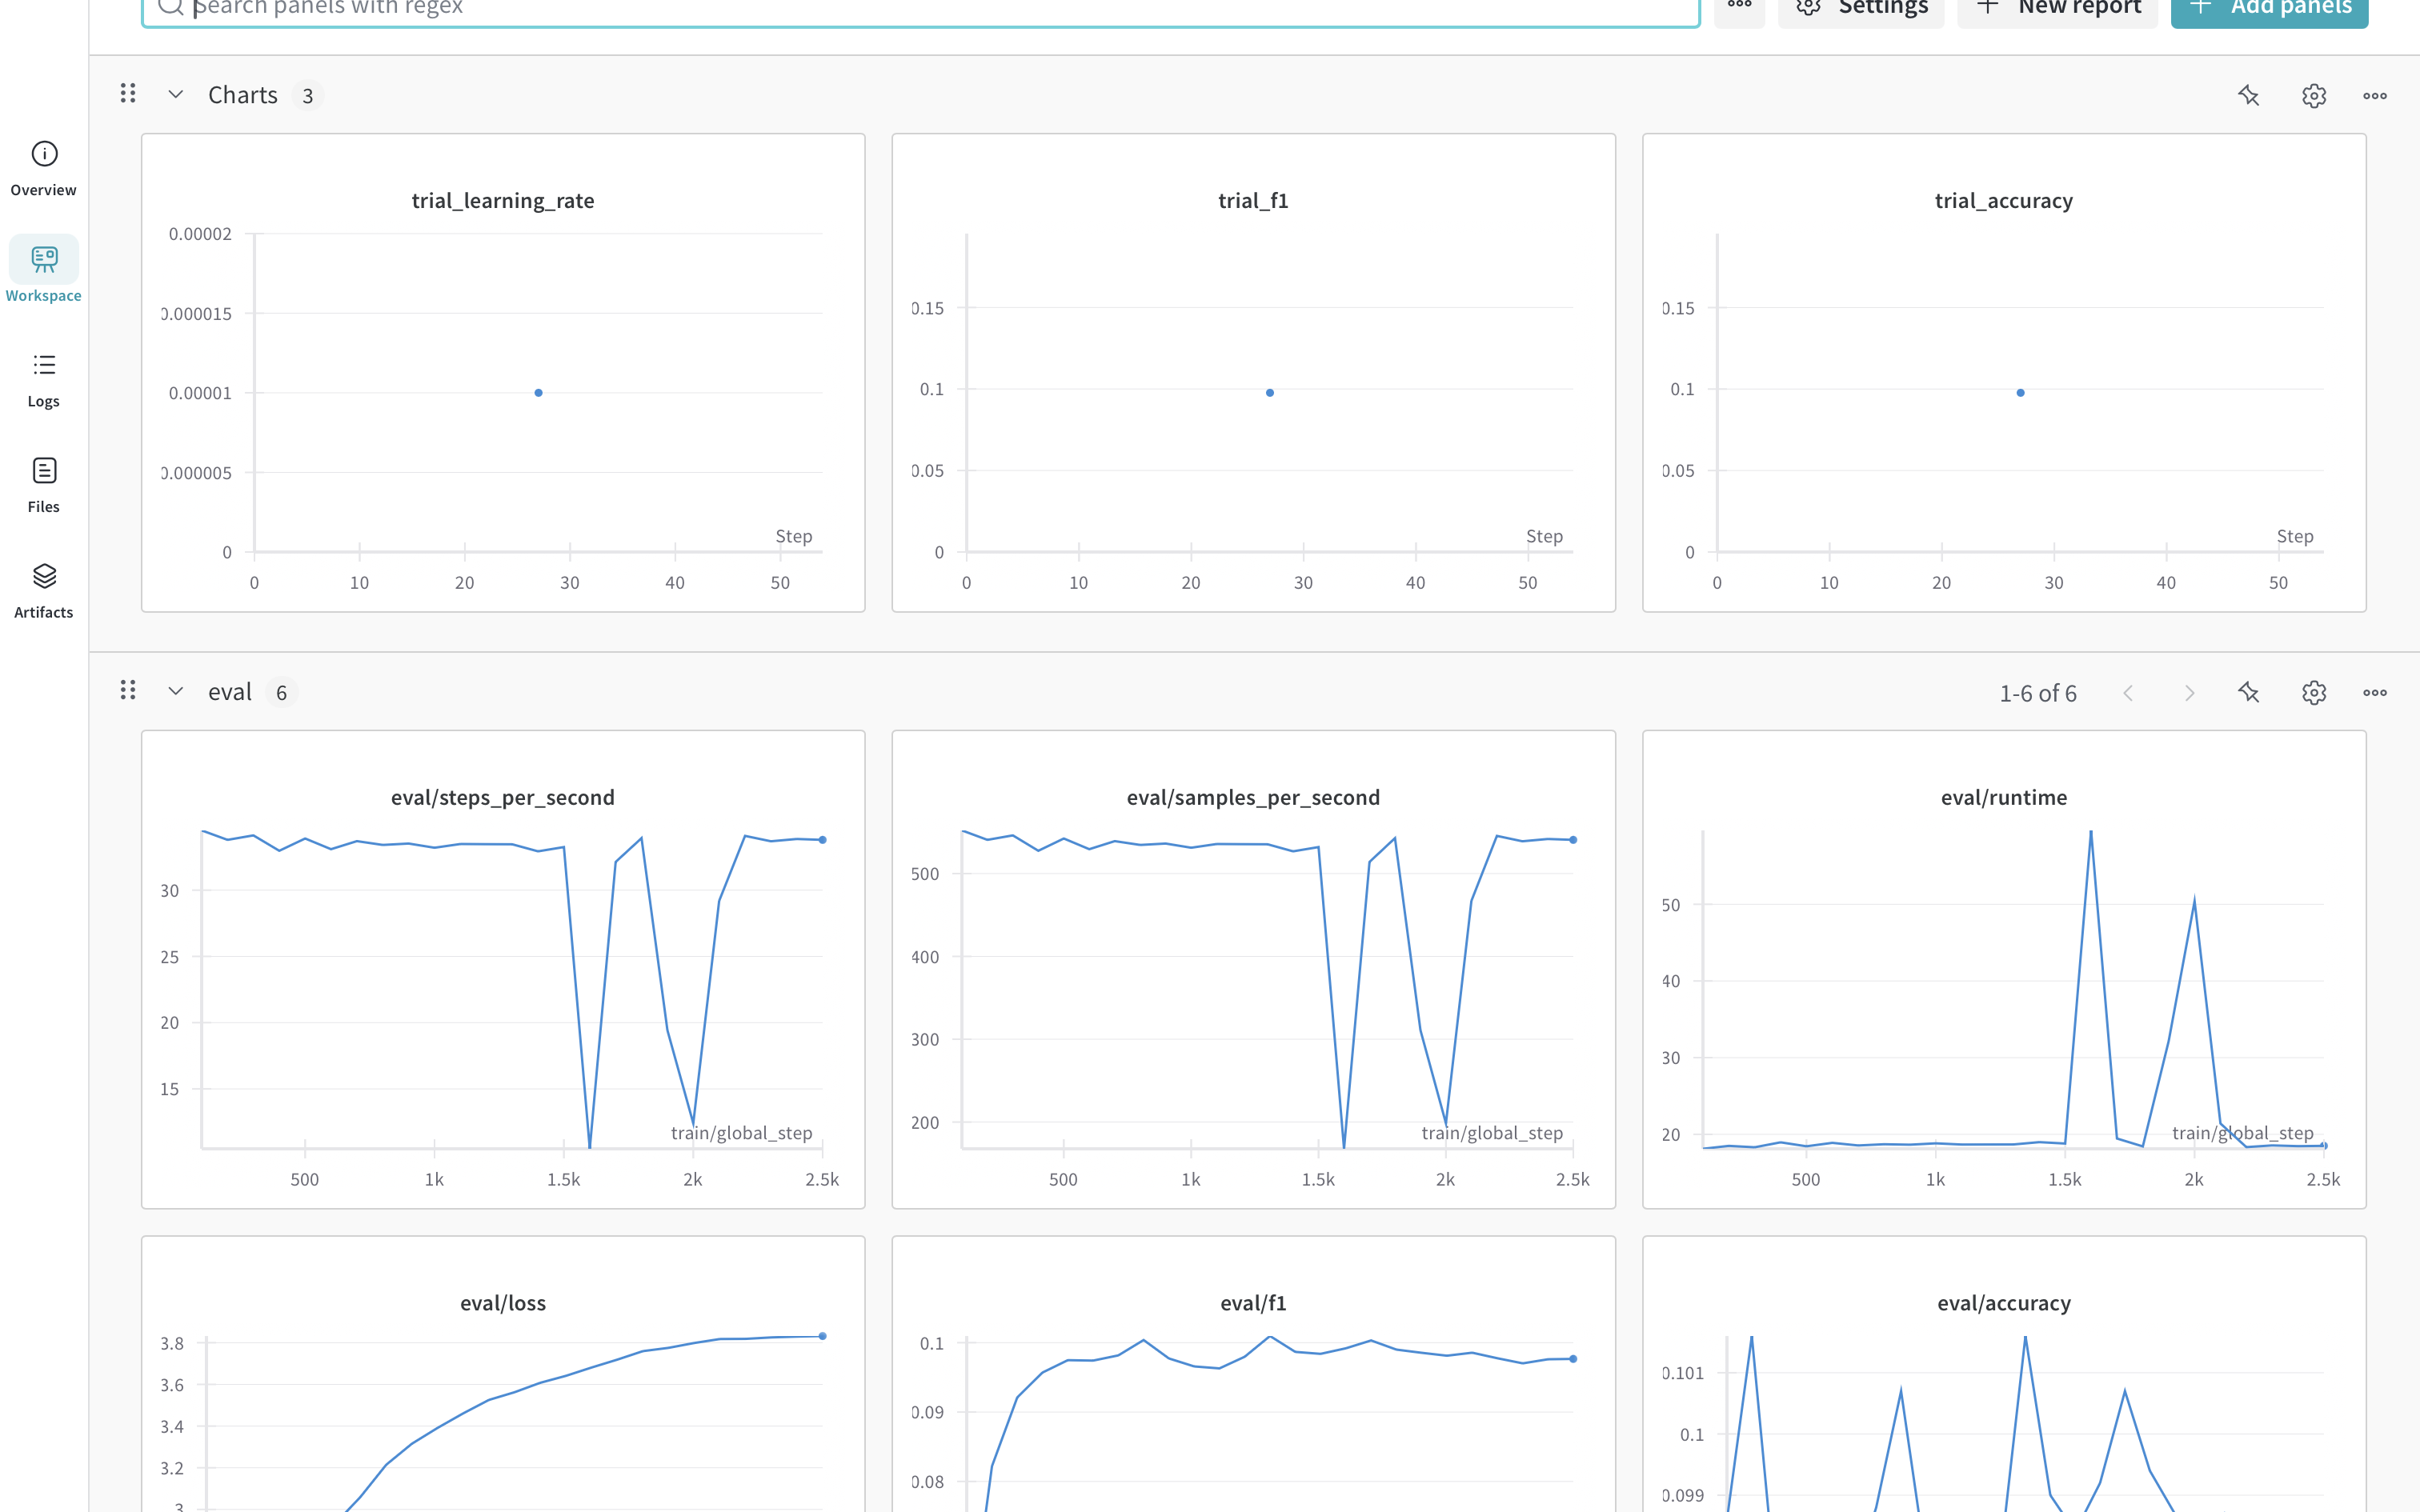 Search panels with regex
Settings
New report
Add panels
Overview
Workspace
Logs
Files
Artifacts
Charts 3
trial_learning_rate
0.00002
0.000015
0.00001
0.000005
0
Step
0 10 20 30 40 50
trial_f1
0.15
0.1
0.05
0
Step
0 10 20 30 40 50
trial_accuracy
0.15
0.1
0.05
0
Step
0 10 20 30 40 50
eval 6
1-6 of 6
eval/steps_per_second
30
25
20
15
train/global_step
500 1k 1.5k 2k 2.5k
eval/samples_per_second
500
400
300
200
train/global_step
500 1k 1.5k 2k 2.5k
eval/runtime
50
40
30
20
train/global_step
500 1k 1.5k 2k 2.5k
eval/loss
3.8
3.6
3.4
3.2
3
eval/f1
0.1
0.09
0.08
eval/accuracy
0.101
0.1
0.099